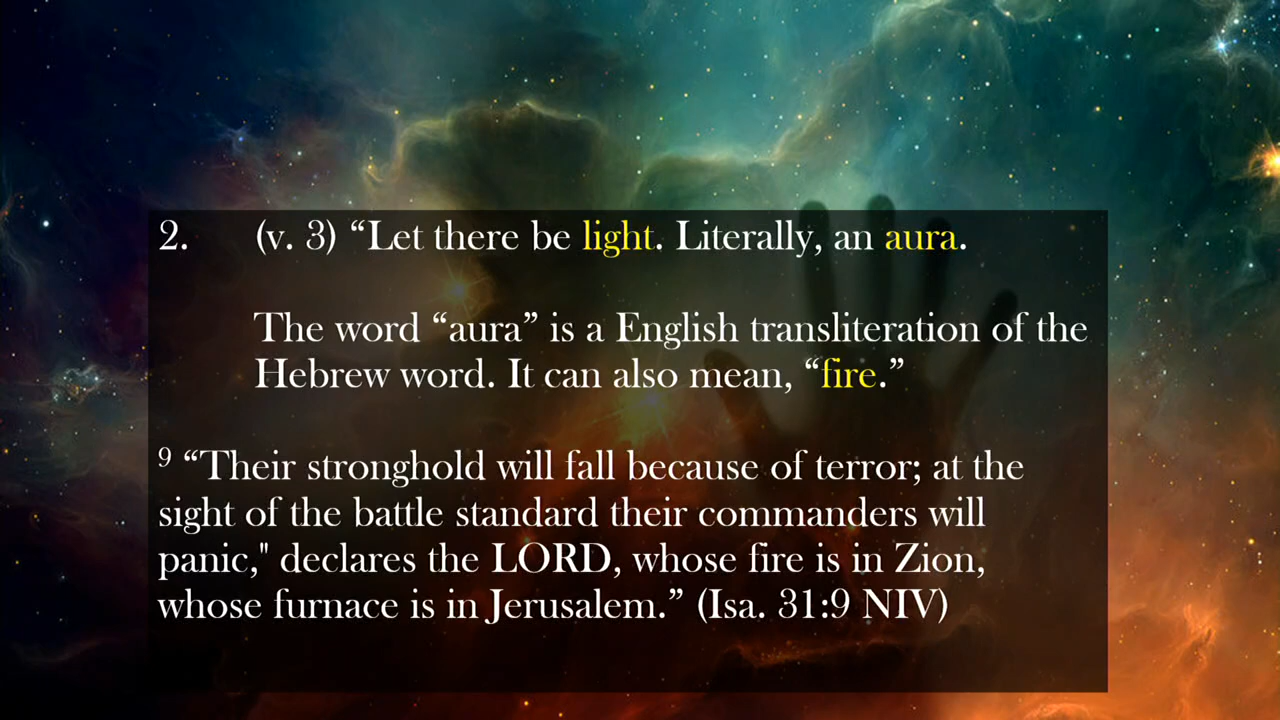 2. (v. 3) “Let there be light. Literally, an aura.
The word “aura” is a English transliteration of the
Hebrew word. It can also mean, “fire.”
9 “Their stronghold will fall because of terror; at the
sight of the battle standard their commanders will
panic," declares the LORD, whose fire is in Zion,
whose furnace is in Jerusalem.” (Isa. 31:9 NIV)